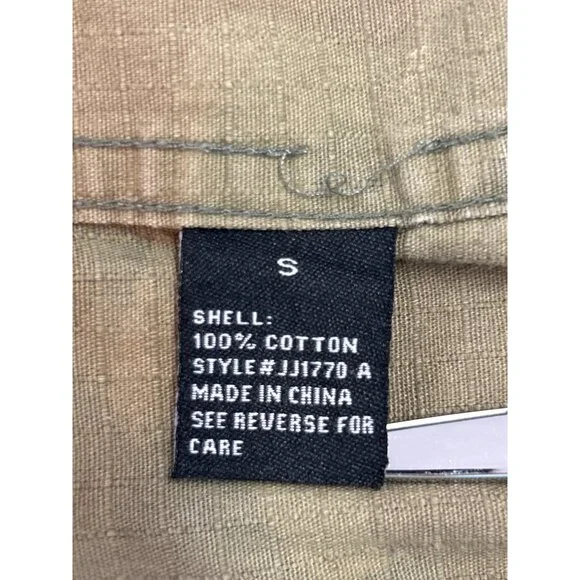 S
SHELL:
100% COTTON
STYLE#JJ1770 A
MADE IN CHINA
SEE REVERSE FOR
CARE